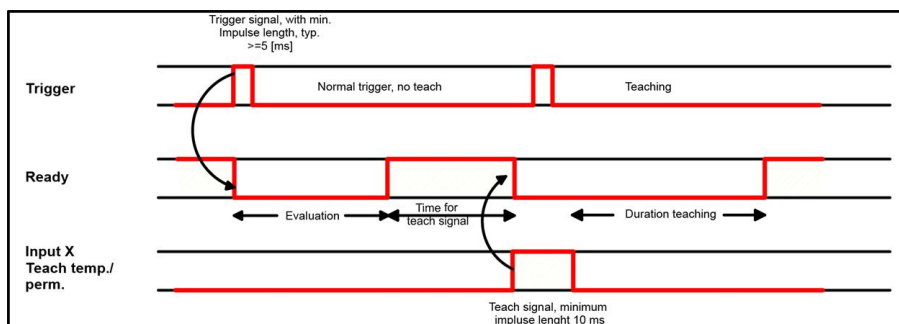 Trigger signal, with min.
Impulse length, typ.
>=5 [ms]
Trigger
Normal trigger, no teach
Teaching
Ready
Evaluation
Time for
teach signal
Duration teaching
Input X
Teach temp./
perm.
Teach signal, minimum
impluse lenght 10 ms